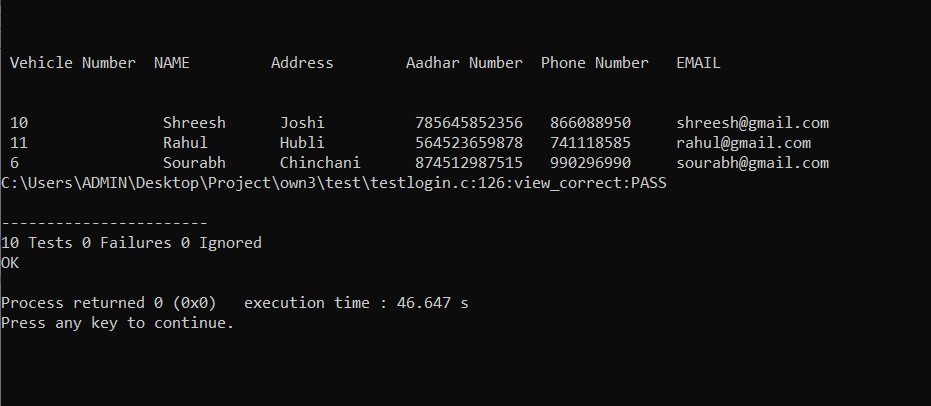 Vehicle Number NAME Address Aadhar Number Phone Number EMAIL
10 Shreesh Joshi 785645852356 866088950 shreesh@gmail.com
11 Rahul Hubli 564523659878 741118585 rahul@gmail.com
6 Sourabh Chinchani 874512987515 990296990 sourabh@gmail.com
C:\Users\ADMIN\Desktop\Project\own3\test\testlogin.c:126:view_correct:PASS
-----------------------
10 Tests 0 Failures 0 Ignored
OK
Process returned 0 (0x0) execution time : 46.647 s
Press any key to continue.